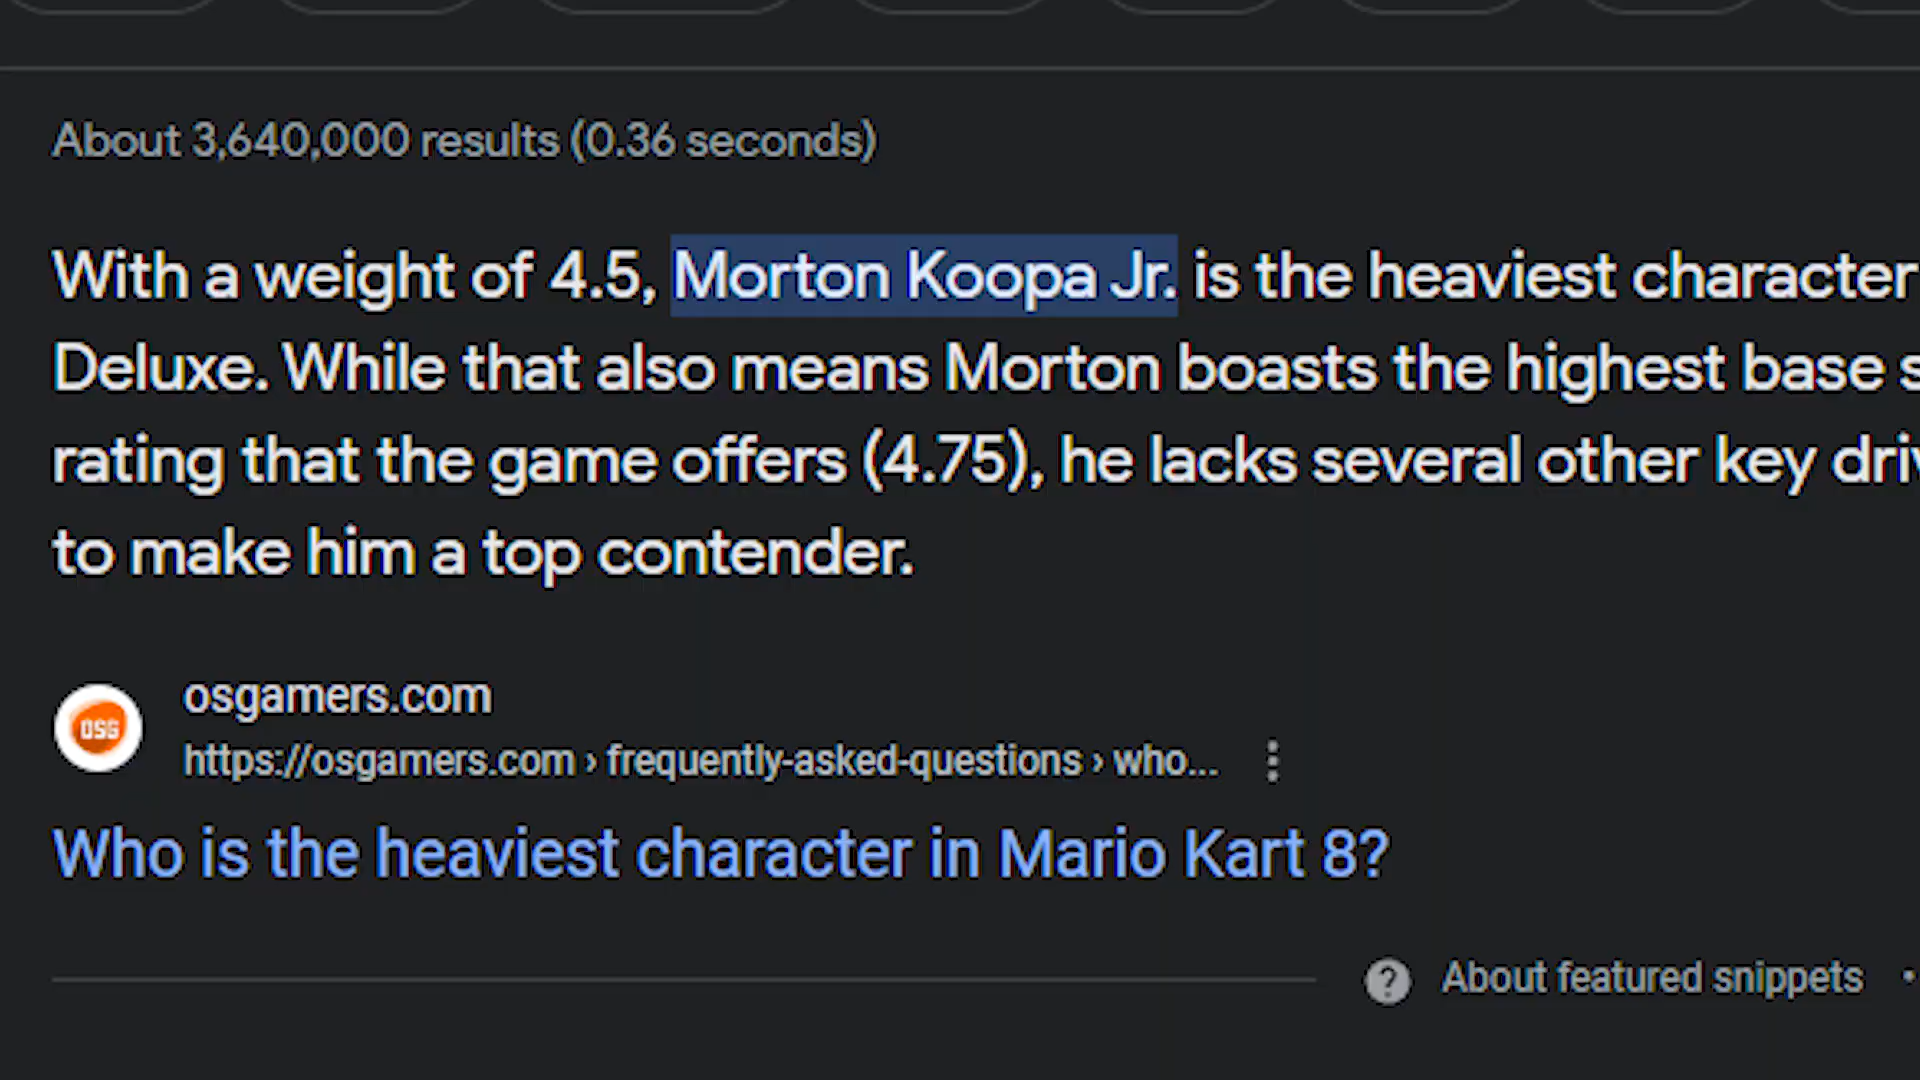 About 3,640,000 results (0.36 seconds)
With a weight of 4.5, Morton Koopa Jr. is the heaviest character
Deluxe. While that also means Morton boasts the highest base
rating that the game offers (4.75), he lacks several other key
to make him a top contender.
osgamers.com
OSG
https://osgamers.com › frequently-asked-questions › who...
Who is the heaviest character in Mario Kart 8?
? About featured snippets ·